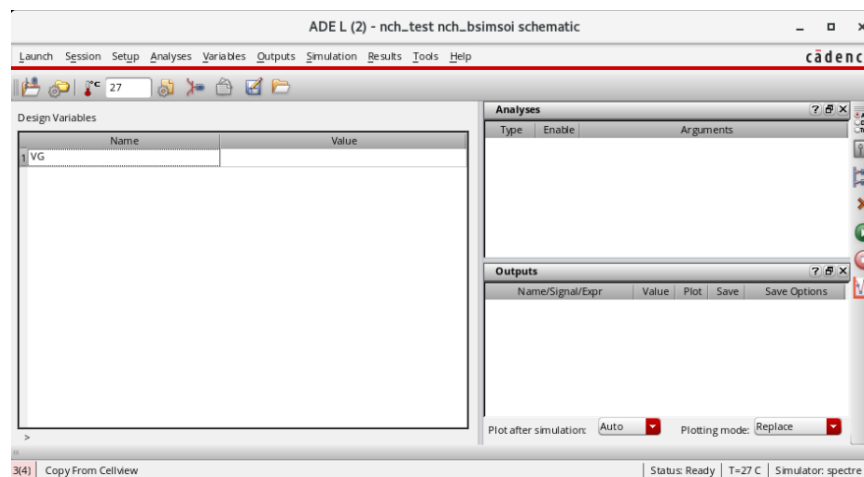 ADE L (2) - nch_test nch_bsimsoi schematic
Launch Session Setup Analyses Variables Outputs Simulation Results Tools Help
cādenc
°C 27
Design Variables
Name Value
1 VG
Analyses
Type Enable Arguments
Outputs
Name/Signal/Expr Value Plot Save Save Options
Plot after simulation: Auto Plotting mode: Replace
>
3(4) Copy From Cellview Status: Ready T=27 C Simulator: spectre